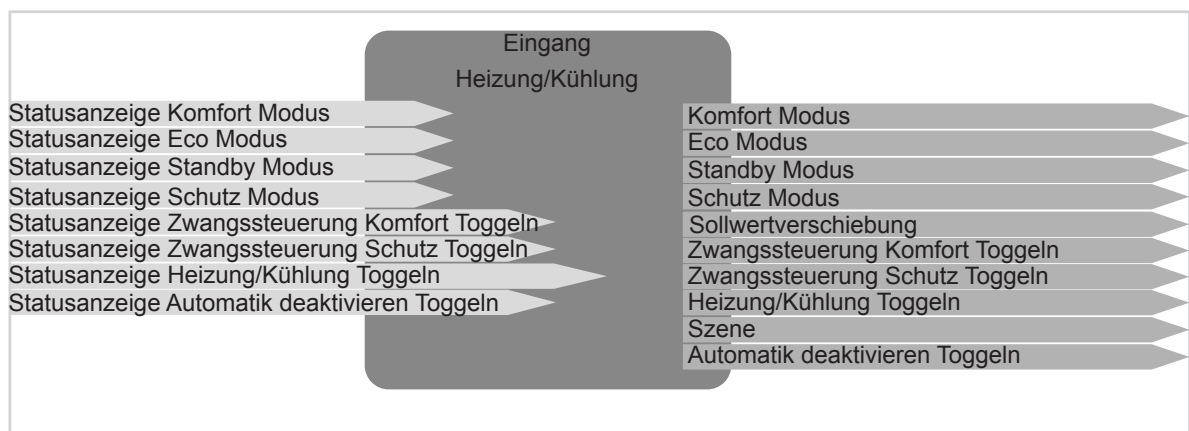 Eingang
Heizung/Kühlung
Statusanzeige Komfort Modus
Statusanzeige Eco Modus
Statusanzeige Standby Modus
Statusanzeige Schutz Modus
Statusanzeige Zwangssteuerung Komfort Toggeln
Statusanzeige Zwangssteuerung Schutz Toggeln
Statusanzeige Heizung/Kühlung Toggeln
Statusanzeige Automatik deaktivieren Toggeln
Komfort Modus
Eco Modus
Standby Modus
Schutz Modus
Sollwertverschiebung
Zwangssteuerung Komfort Toggeln
Zwangssteuerung Schutz Toggeln
Heizung/Kühlung Toggeln
Szene
Automatik deaktivieren Toggeln